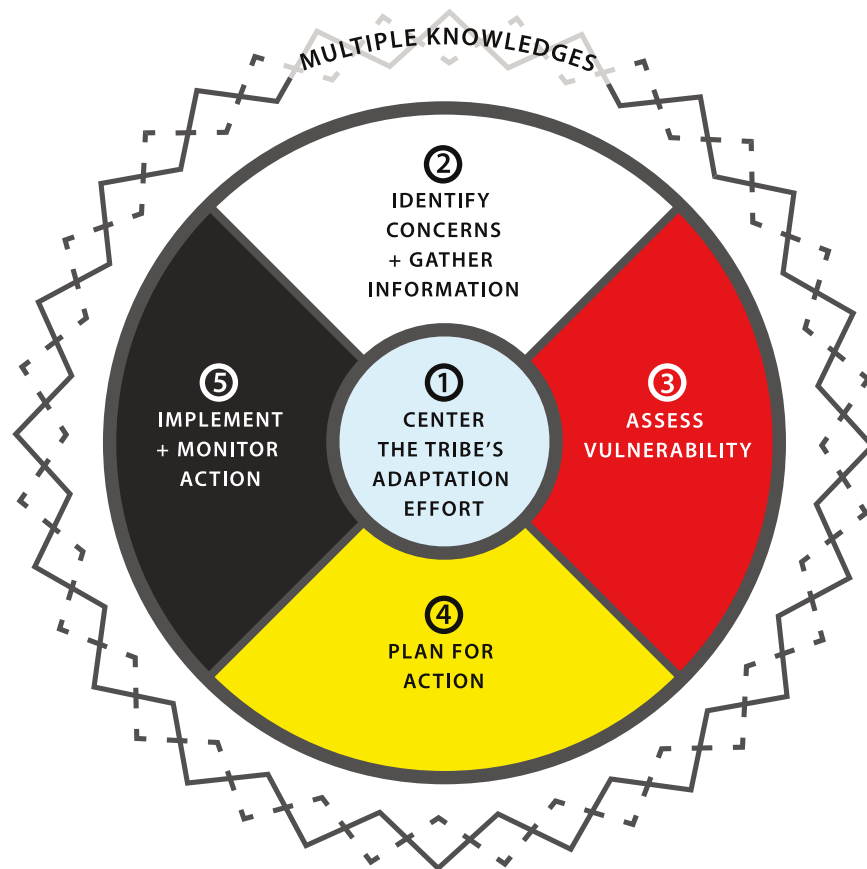 MULTIPLE KNOWLEDGES
2
IDENTIFY
CONCERNS
+ GATHER
INFORMATION
5
IMPLEMENT
+ MONITOR
ACTION
1
CENTER
THE TRIBE'S
ADAPTATION
EFFORT
3
ASSESS
VULNERABILITY
4
PLAN FOR
ACTION